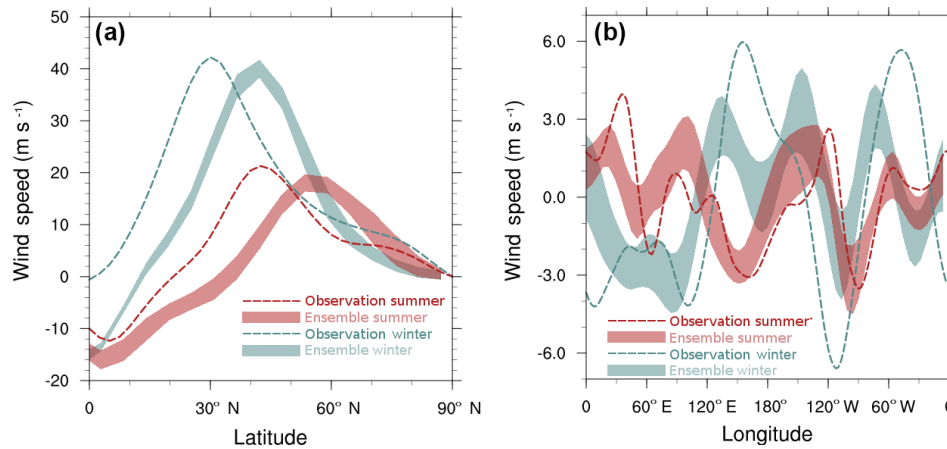 (a)
50
40
30
20
10
0
-10
-20
Wind speed (m s⁻¹)
Observation summer
Ensemble summer
Observation winter
Ensemble winter
0 30° N 60° N 90° N
Latitude
(b)
6.0
3.0
0.0
-3.0
-6.0
Wind speed (m s⁻¹)
Observation summer
Ensemble summer
Observation winter
Ensemble winter
0 60° E 120° E 180° 120° W 60° W 0
Longitude